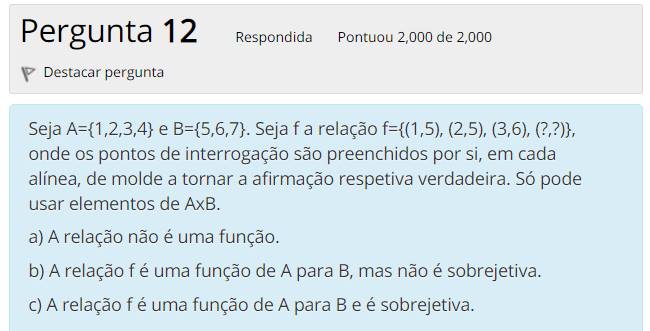 Pergunta 12 Respondida Pontuou 2,000 de 2,000
Destacar pergunta
Seja A={1,2,3,4} e B={5,6,7}. Seja f a relação f={(1,5), (2,5), (3,6), (?,?)},
onde os pontos de interrogação são preenchidos por si, em cada
alínea, de molde a tornar a afirmação respetiva verdadeira. Só pode
usar elementos de AxB.
a) A relação não é uma função.
b) A relação f é uma função de A para B, mas não é sobrejetiva.
c) A relação f é uma função de A para B e é sobrejetiva.